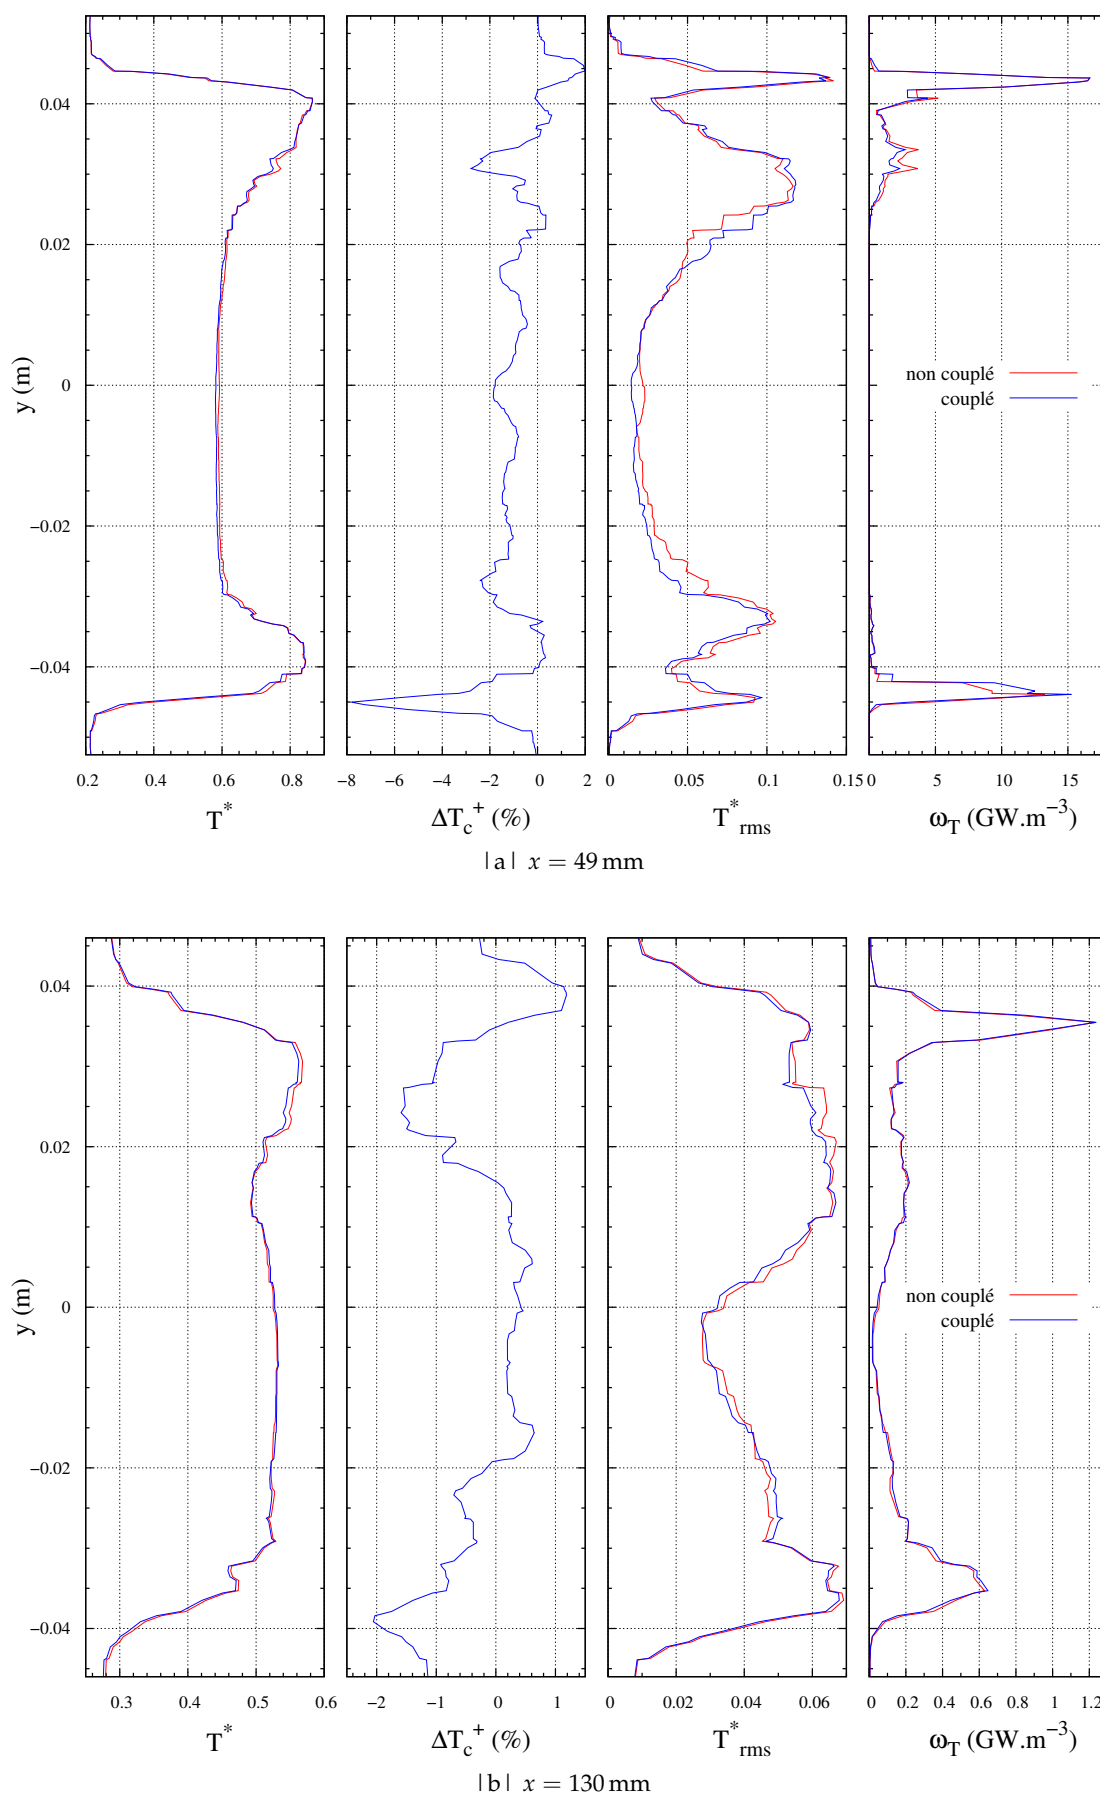 0.04
0.02
0
−0.02
−0.04
y (m)
non couplé
couplé
0.2 0.4 0.6 0.8
−8 −6 −4 −2 0 2
0 0.05 0.1 0.15
0 5 10 15
T*
ΔTc+ (%)
T*rms
ωT (GW.m−3)
|a| x = 49 mm
0.04
0.02
0
−0.02
−0.04
y (m)
non couplé
couplé
0.3 0.4 0.5 0.6
−2 −1 0 1
0 0.02 0.04 0.06
0 0.2 0.4 0.6 0.8 1 1.2
T*
ΔTc+ (%)
T*rms
ωT (GW.m−3)
|b| x = 130 mm